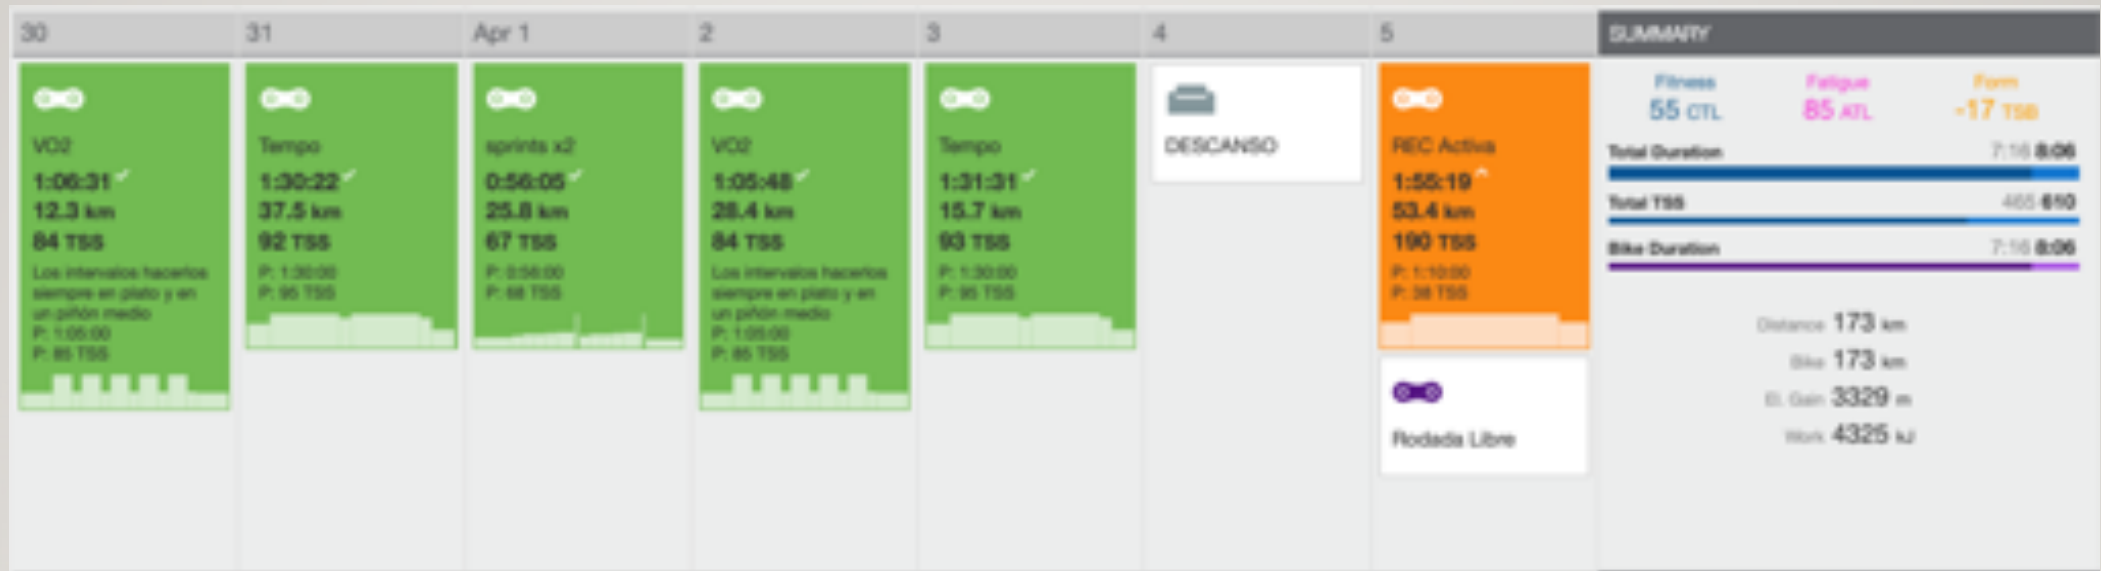 30
31
Apr 1
2
3
4
5
SUMMARY
VO2
1:06:31
12.3 km
84 TSS
Los intervalos hacerlos
siempre en plato y en
un piñón medio
P: 1:05:00
P: 85 TSS
Tempo
1:30:22
37.5 km
92 TSS
P: 1:30:00
P: 95 TSS
sprints x2
0:56:05
25.8 km
67 TSS
P: 0:56:00
P: 68 TSS
VO2
1:05:48
28.4 km
84 TSS
Los intervalos hacerlos
siempre en plato y en
un piñón medio
P: 1:05:00
P: 85 TSS
Tempo
1:31:31
15.7 km
93 TSS
P: 1:30:00
P: 95 TSS
DESCANSO
REC Activa
1:55:19
53.4 km
190 TSS
P: 1:10:00
P: 38 TSS
Rodada Libre
Fitness
55 CTL
Fatigue
85 ATL
Form
-17 TSB
Total Duration 7:16 8:06
Total TSS 465 610
Bike Duration 7:16 8:06
Distance 173 km
Bike 173 km
El. Gain 3329 m
Work 4325 kJ